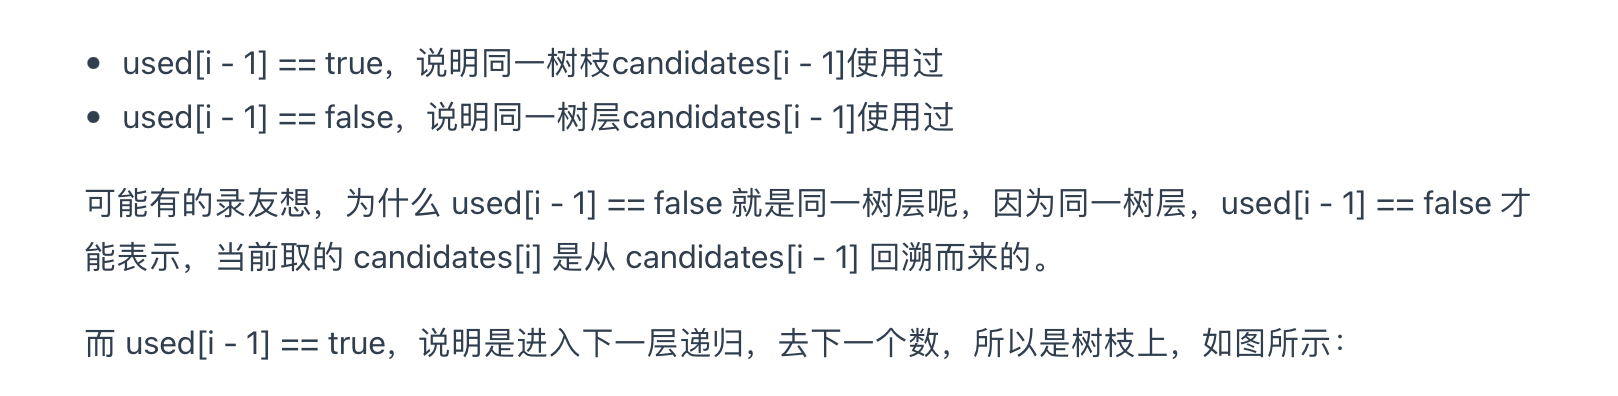 • used[i - 1] == true，说明同一树枝candidates[i - 1]使用过
• used[i - 1] == false，说明同一树层candidates[i - 1]使用过
可能有的录友想，为什么 used[i - 1] == false 就是同一树层呢，因为同一树层，used[i - 1] == false 才
能表示，当前取的 candidates[i] 是从 candidates[i - 1] 回溯而来的。
而 used[i - 1] == true，说明是进入下一层递归，去下一个数，所以是树枝上，如图所示：